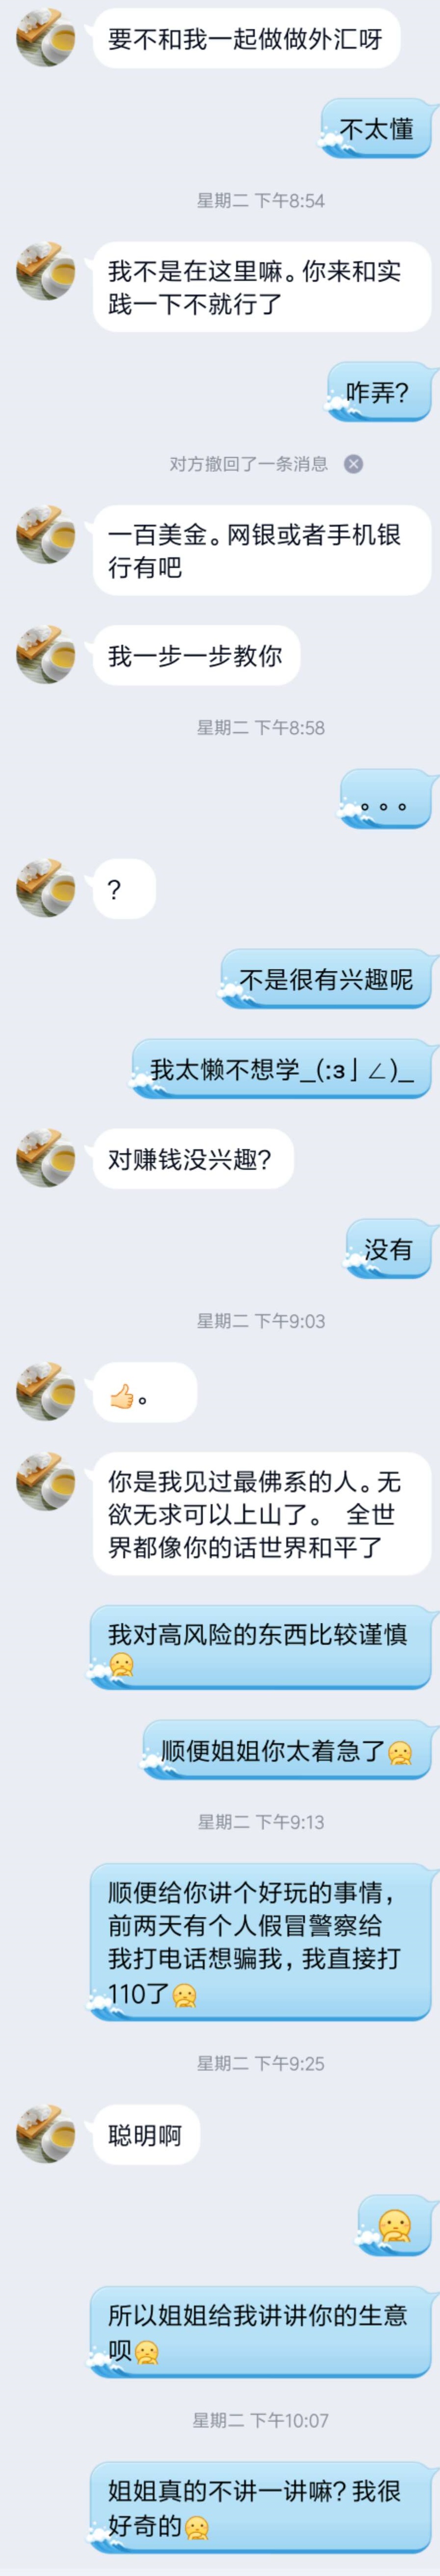 要不和我一起做做外汇呀
不太懂
星期二 下午8:54
我不是在这里嘛。你来和实
践一下不就行了
咋弄?
对方撤回了一条消息
一百美金。网银或者手机银
行有吧
我一步一步教你
星期二 下午8:58
。。。
?
不是很有兴趣呢
我太懒不想学_(:з」∠)_
对赚钱没兴趣?
没有
星期二 下午9:03
👍。
你是我见过最佛系的人。无
欲无求可以上山了。 全世
界都像你的话世界和平了
我对高风险的东西比较谨慎
顺便姐姐你太着急了
星期二 下午9:13
顺便给你讲个好玩的事情,
前两天有个人假冒警察给
我打电话想骗我,我直接打
110了
星期二 下午9:25
聪明啊
所以姐姐给我讲讲你的生意
呗
星期二 下午10:07
姐姐真的不讲一讲嘛?我很
好奇的